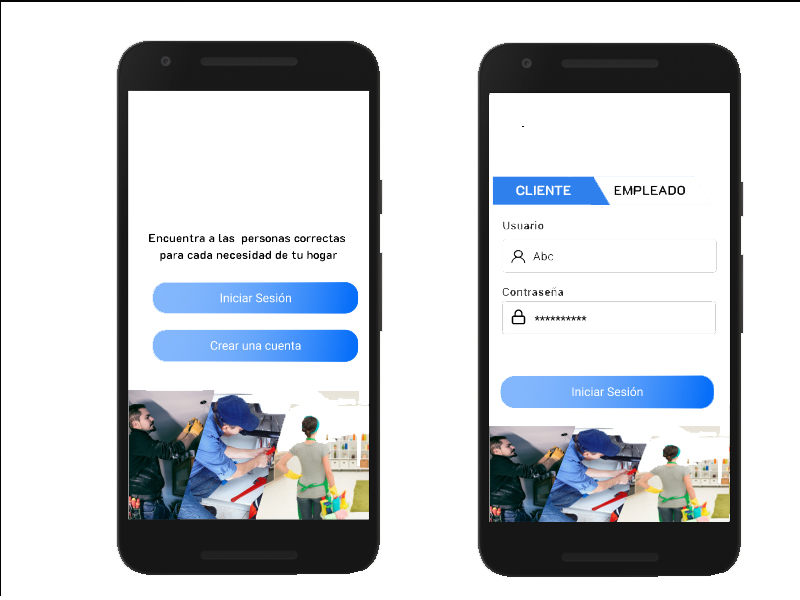 Encuentra a las personas correctas
para cada necesidad de tu hogar
Iniciar Sesión
Crear una cuenta
CLIENTE
EMPLEADO
Usuario
Abc
Contraseña
**********
Iniciar Sesión